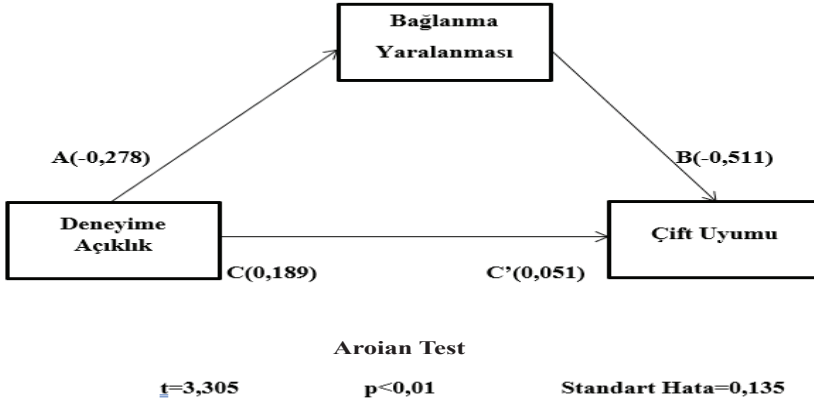 Bağlanma
Yaralanması
A(-0,278)
B(-0,511)
Deneyime
Açıklık
Çift Uyumu
C(0,189)
C’(0,051)
Aroian Test
t=3,305 p<0,01 Standart Hata=0,135